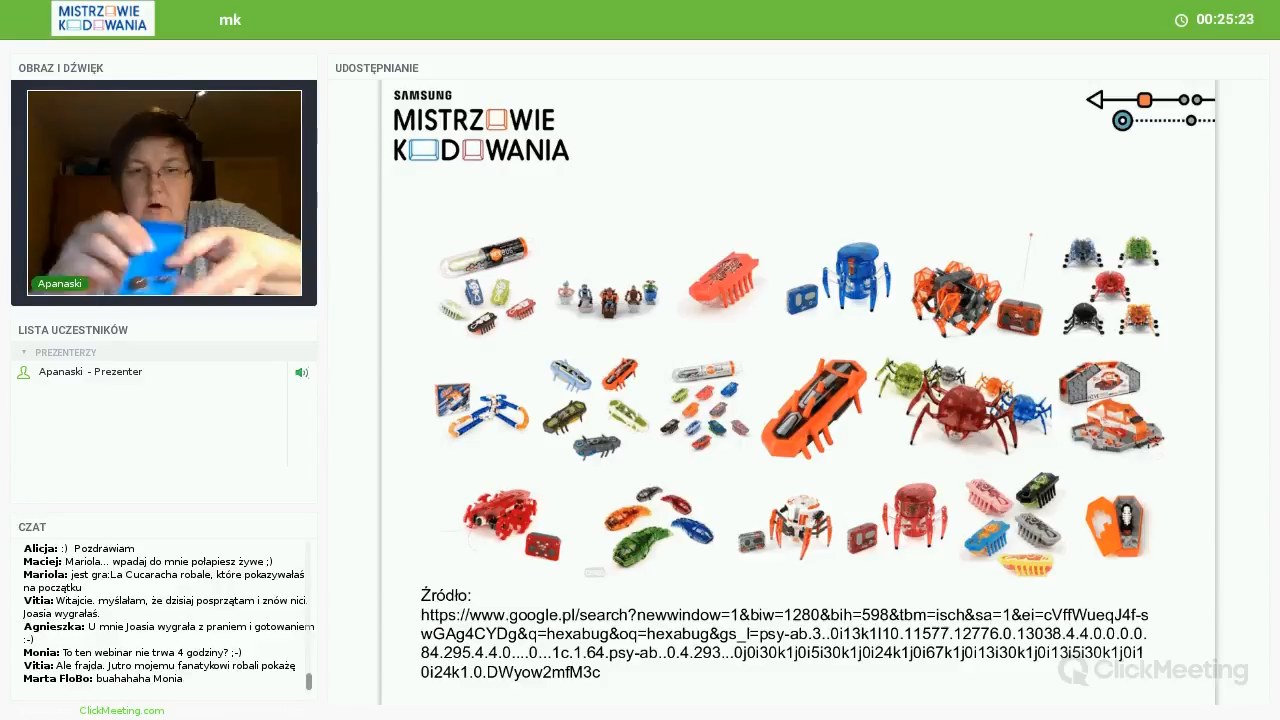 MISTRZOWIE
KODOWANIA
mk
00:25:23
OBRAZ I DŹWIĘK
Apanaski
LISTA UCZESTNIKÓW
PREZENTERZY
Apanaski - Prezenter
CZAT
Alicja: :) Pozdrawiam
Maciej: Mariola... wpadaj do mnie połapiesz żywe ;)
Mariola: jest gra:La Cucaracha robale, które pokazywałaś
na początku
Vitia: Witajcie. myślałam, że dzisiaj posprzątam i znów nici.
Joasia wygrałaś.
Agnieszka: U mnie Joasia wygrała z praniem i gotowaniem
:-)
Monia: To ten webinar nie trwa 4 godziny? ;-)
Vitia: Ale frajda. Jutro mojemu fanatykowi robali pokażę
Marta FloBo: buahahaha Monia
ClickMeeting.com
UDOSTĘPNIANIE
SAMSUNG
MISTRZOWIE
KODOWANIA
Źródło:
https://www.google.pl/search?newwindow=1&biw=1280&bih=598&tbm=isch&sa=1&ei=cVffWueqJ4f-s
wGAg4CYDg&q=hexabug&oq=hexabug&gs_l=psy-ab.3..0i13k1l10.11577.12776.0.13038.4.4.0.0.0.0.
84.295.4.4.0....0...1c.1.64.psy-ab..0.4.293...0j0i30k1j0i5i30k1j0i24k1j0i67k1j0i13i30k1j0i13i5i30k1j0i1
0i24k1.0.DWyow2mfM3c
ClickMeeting